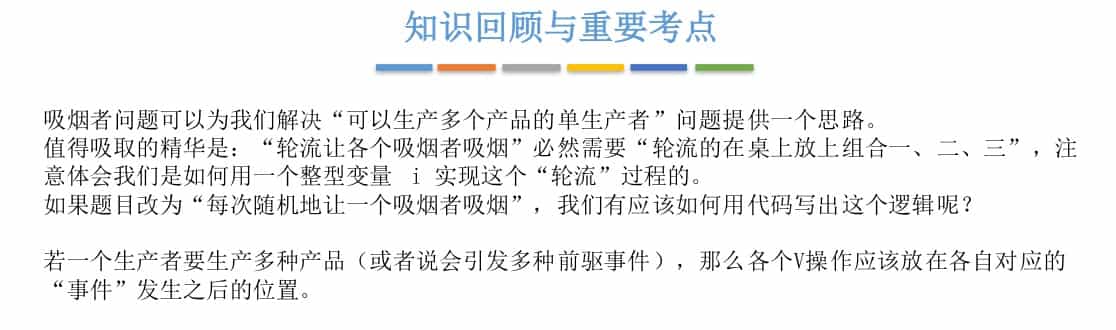 知识回顾与重要考点
吸烟者问题可以为我们解决“可以生产多个产品的单生产者”问题提供一个思路。
值得吸取的精华是：“轮流让各个吸烟者吸烟”必然需要“轮流的在桌上放上组合一、二、三”，注
意体会我们是如何用一个整型变量 i 实现这个“轮流”过程的。
如果题目改为“每次随机地让一个吸烟者吸烟”，我们有应该如何用代码写出这个逻辑呢？
若一个生产者要生产多种产品（或者说会引发多种前驱事件），那么各个V操作应该放在各自对应的
“事件”发生之后的位置。